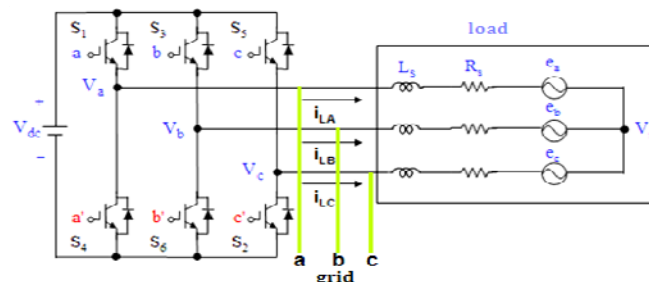 S1 S3 S5
a b c
load
Ls Rs ea
Va
+
Vdc
−
Vb
eb
iLA
V
iLB
Vc
ec
iLC
a' b' c'
S4 S6 S2
a b c
grid